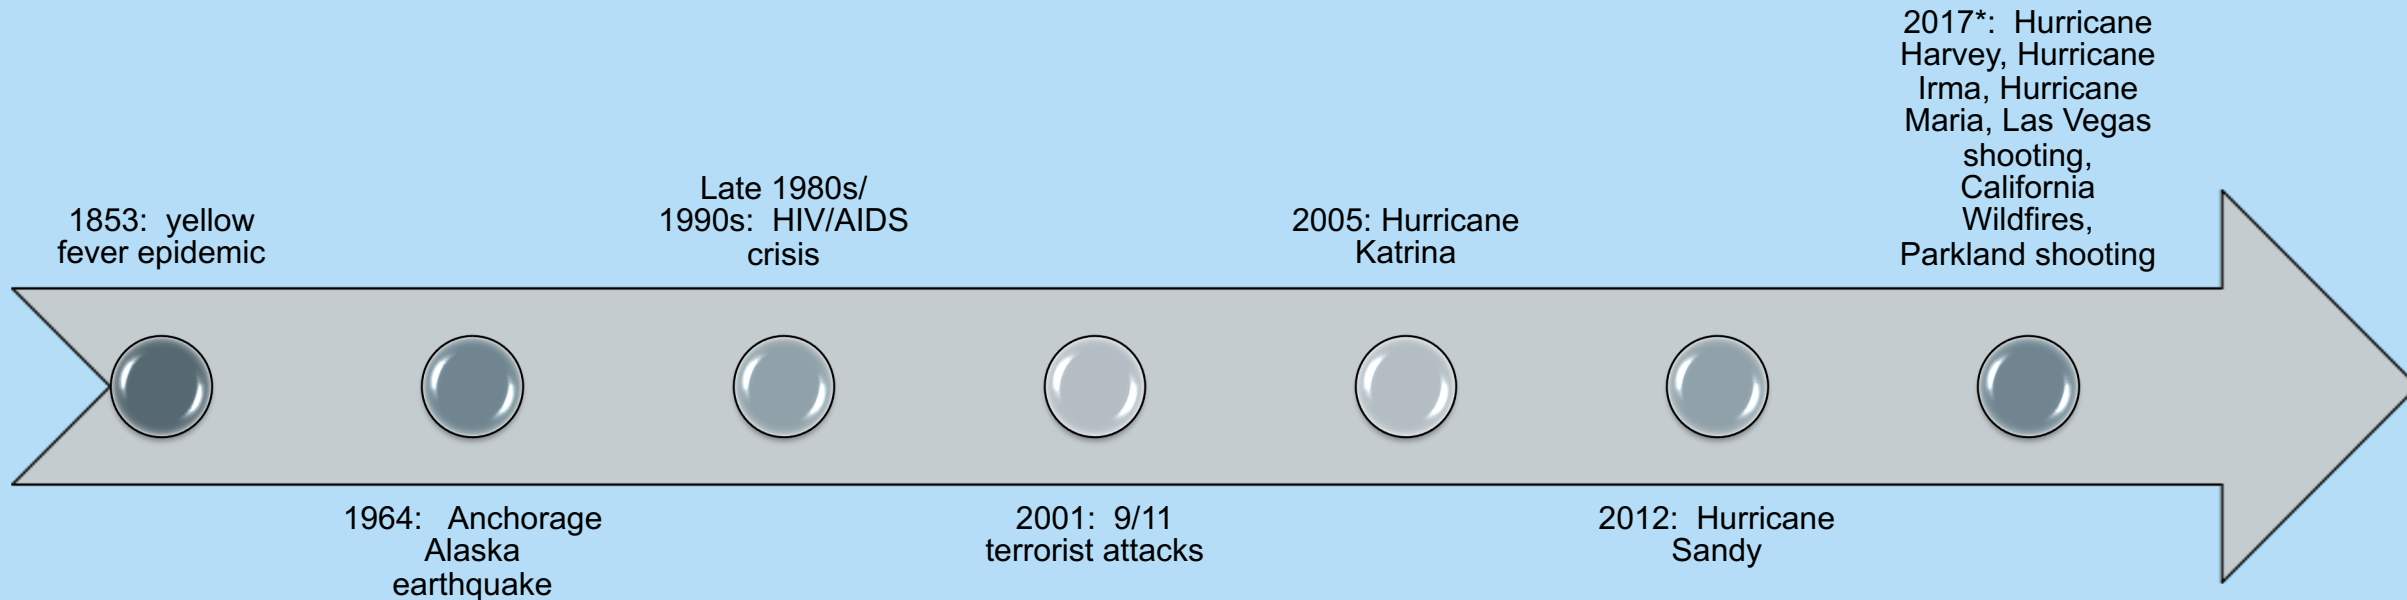 1853:  yellow
fever epidemic
1964:   Anchorage
Alaska
earthquake
Late 1980s/
1990s:  HIV/AIDS
crisis
2001:  9/11
terrorist attacks
2005: Hurricane
Katrina
2012:  Hurricane
Sandy
2017*:  Hurricane
Harvey, Hurricane
Irma, Hurricane
Maria, Las Vegas
shooting,
California
Wildfires,
Parkland shooting